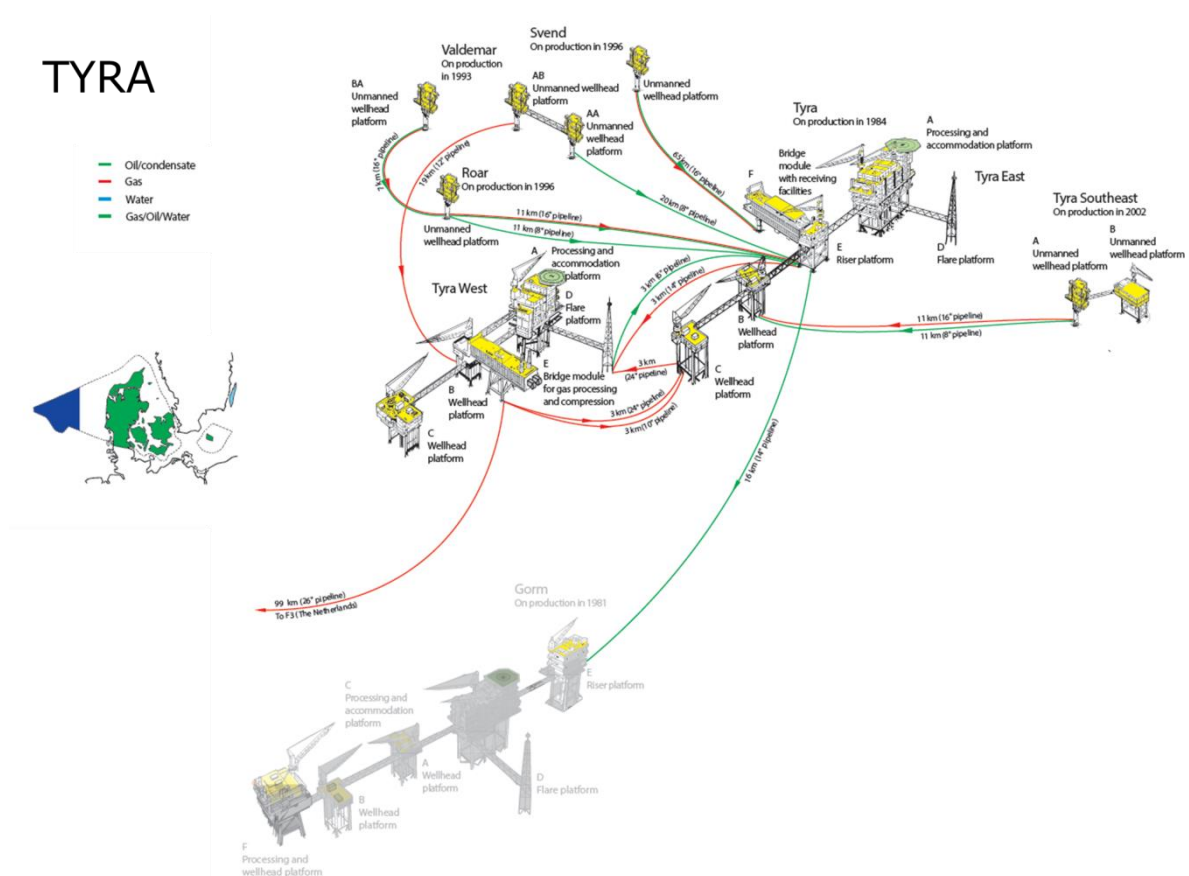 TYRA
Oil/condensate
Gas
Water
Gas/Oil/Water
Svend
On production in 1996
Unmanned
wellhead platform
Valdemar
On production
in 1993
BA
Unmanned
wellhead
platform
AB
Unmanned wellhead
platform
AA
Unmanned
wellhead
platform
7 km (16" pipeline)
19 km (12" pipeline)
65 km (16" pipeline)
20 km (8" pipeline)
Roar
On production in 1996
Unmanned
wellhead platform
11 km (16" pipeline)
11 km (8" pipeline)
Tyra
On production in 1984
A
Processing and
accommodation platform
Bridge
module
with receiving
facilities
F
Tyra East
E
Riser platform
D
Flare platform
Tyra Southeast
On production in 2002
A
Unmanned
wellhead platform
B
Unmanned
wellhead platform
11 km (16" pipeline)
11 km (8" pipeline)
Tyra West
A
Processing and
accommodation
platform
D
Flare
platform
E
Bridge module
for gas processing
and compression
B
Wellhead
platform
C
Wellhead
platform
3 km (6" pipeline)
3 km (14" pipeline)
B
Wellhead
platform
C
Wellhead
platform
3 km
(24" pipeline)
3 km (24" pipeline)
3 km (10" pipeline)
16 km (14" pipeline)
99 km (26" pipeline)
To F3 (The Netherlands)
Gorm
On production in 1981
E
Riser platform
C
Processing and
accommodation
platform
A
Wellhead
platform
D
Flare platform
B
Wellhead
platform
F
Processing and
wellhead platform